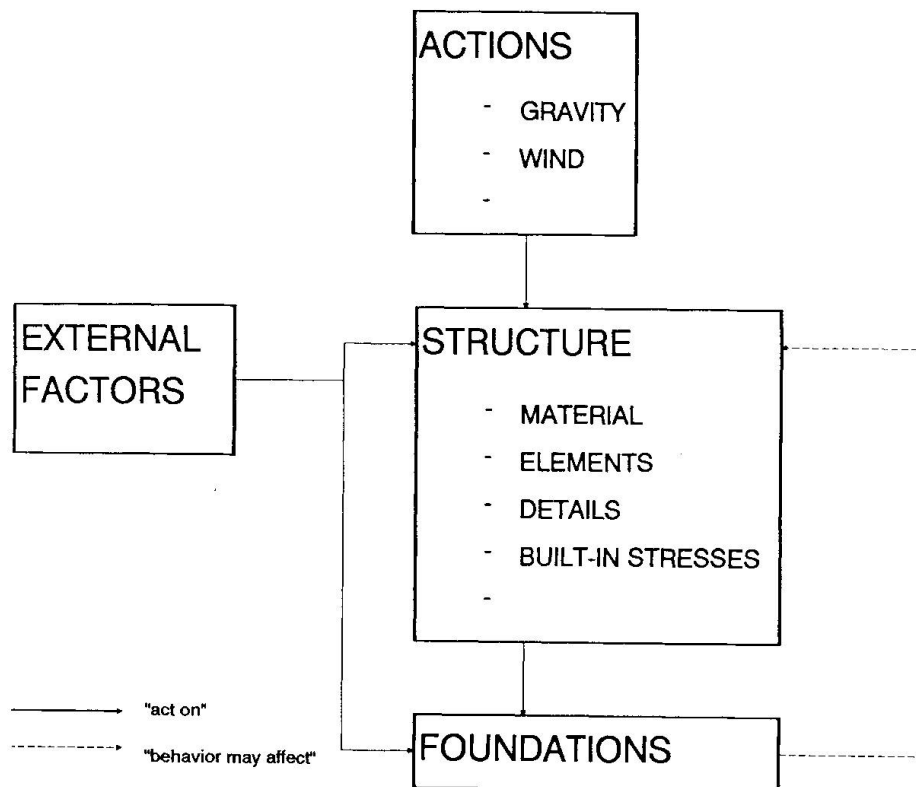 ACTIONS
- GRAVITY
- WIND
-
EXTERNAL
FACTORS
STRUCTURE
- MATERIAL
- ELEMENTS
- DETAILS
- BUILT-IN STRESSES
-
"act on"
"behavior may affect"
FOUNDATIONS